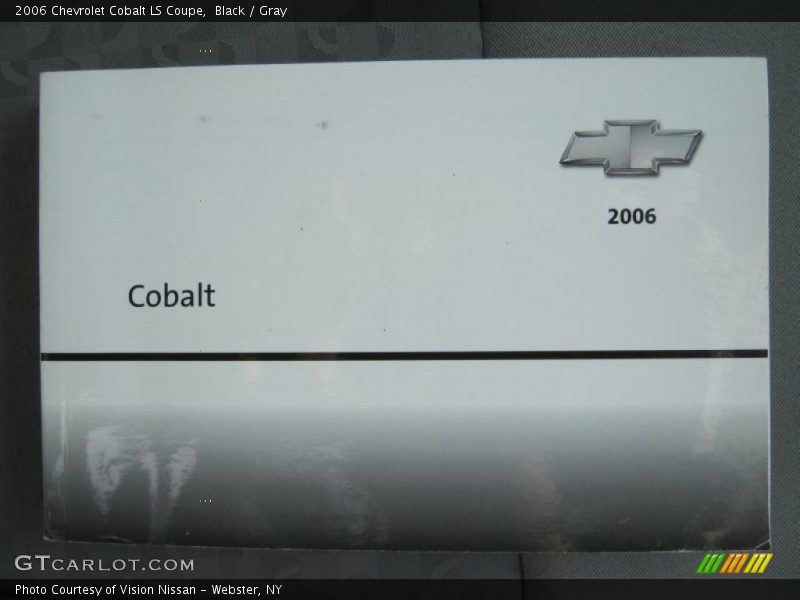 2006 Chevrolet Cobalt LS Coupe,  Black / Gray
2006
Cobalt
GTCARLOT.COM
Photo Courtesy of Vision Nissan - Webster, NY